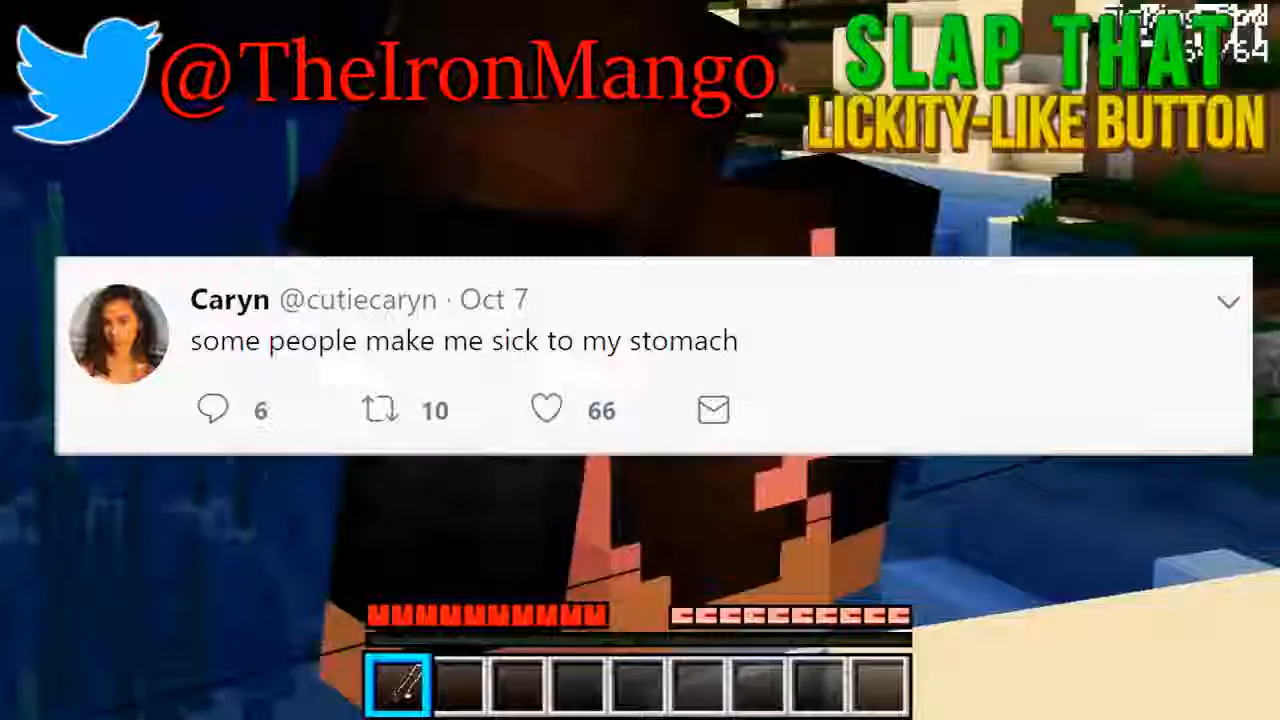 @TheIronMango
SLAP THAT
LICKITY-LIKE BUTTON
Caryn @cutiecaryn · Oct 7
some people make me sick to my stomach
6 10 66